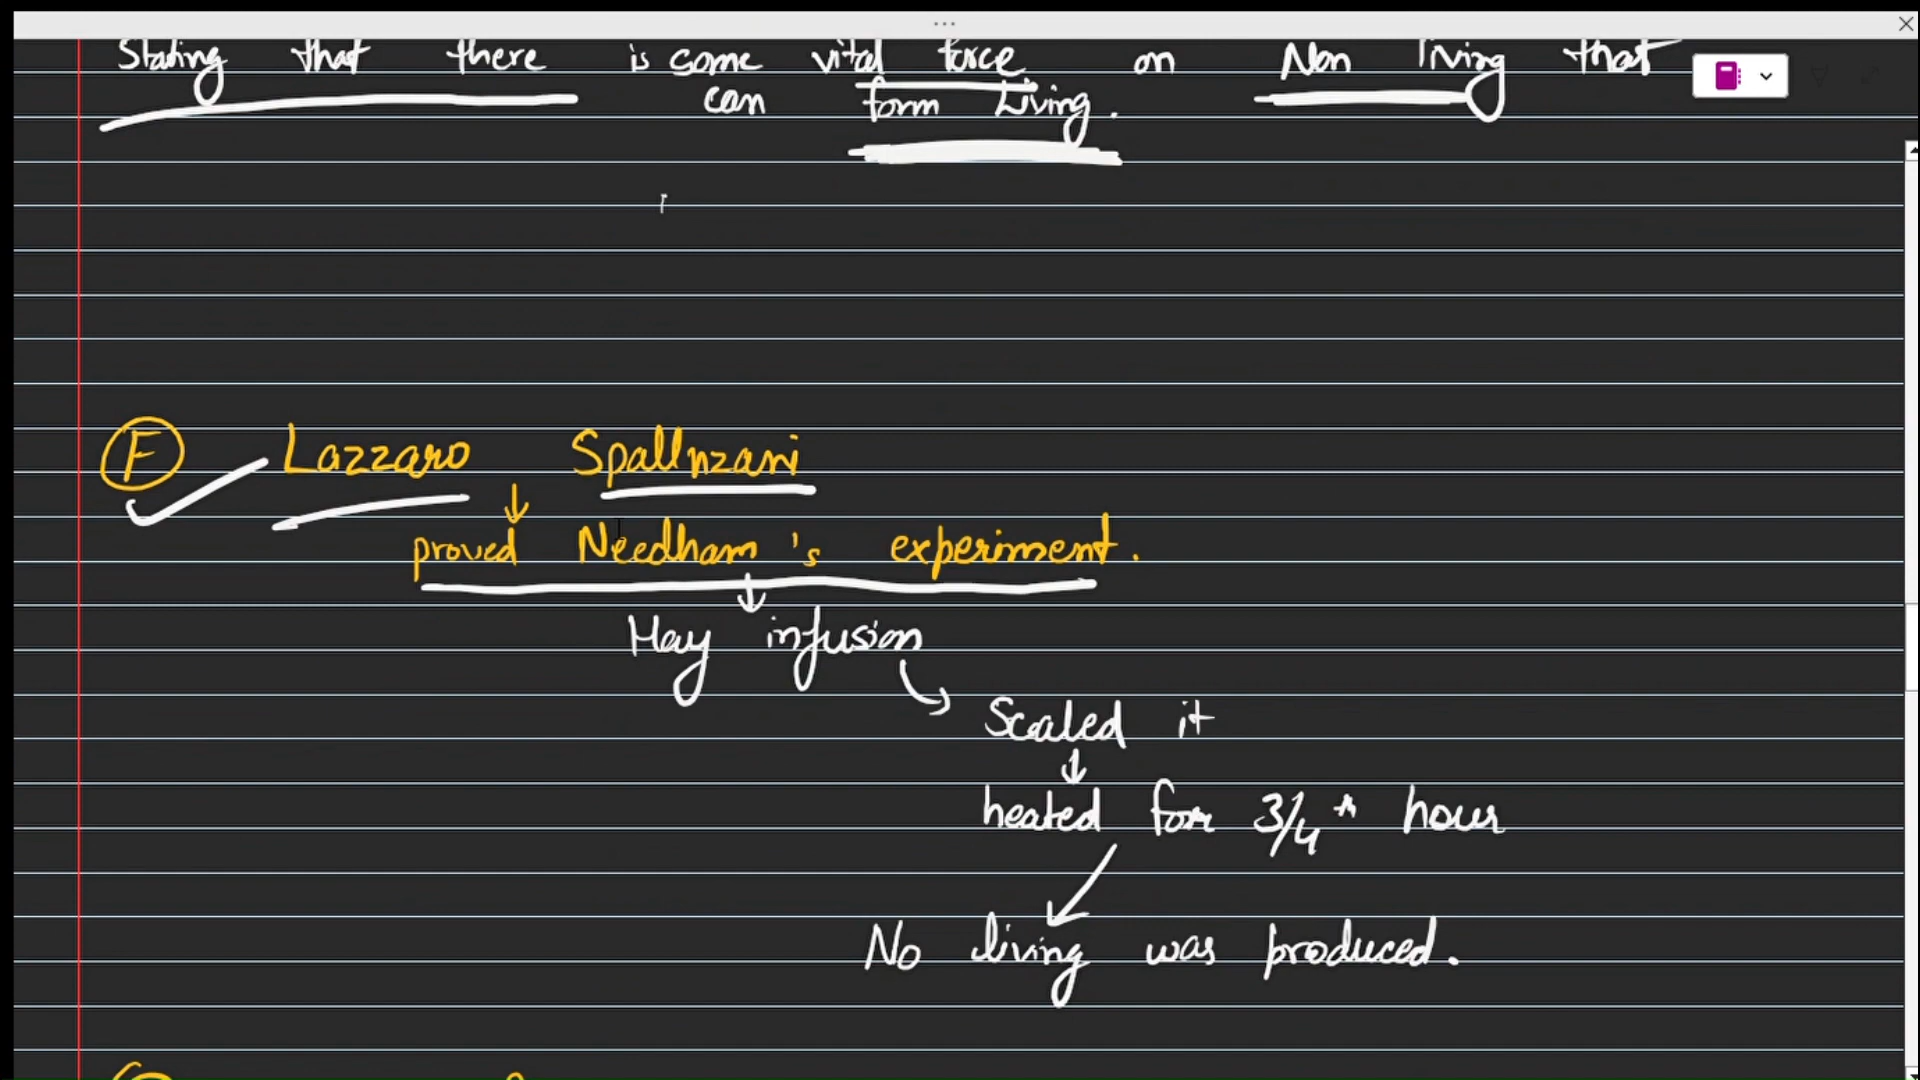 Stating that there is some vital force on Non living that
can form Living.
F Lazzaro Spallnzani
proved Needham's experiment.
Hay infusion
Sealed it
heated for 3/4th hour
No living was produced.